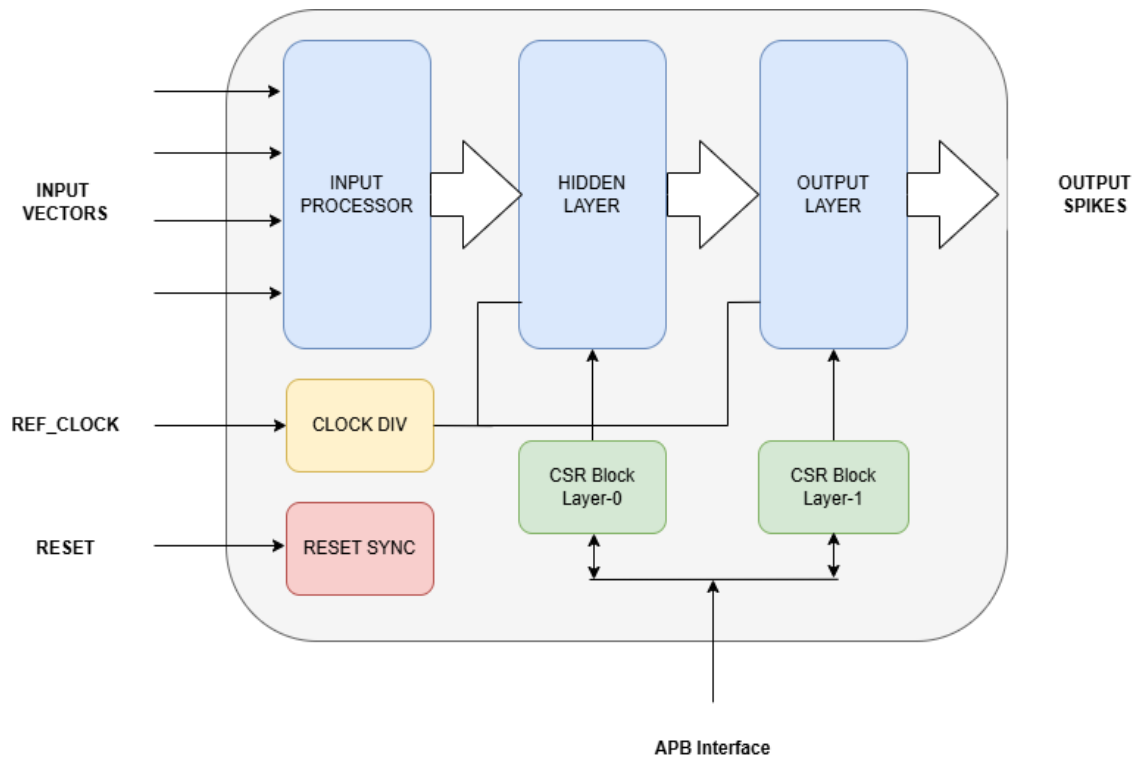 INPUT
VECTORS
INPUT
PROCESSOR
HIDDEN
LAYER
OUTPUT
LAYER
OUTPUT
SPIKES
REF_CLOCK
CLOCK DIV
CSR Block
Layer-0
CSR Block
Layer-1
RESET
RESET SYNC
APB Interface